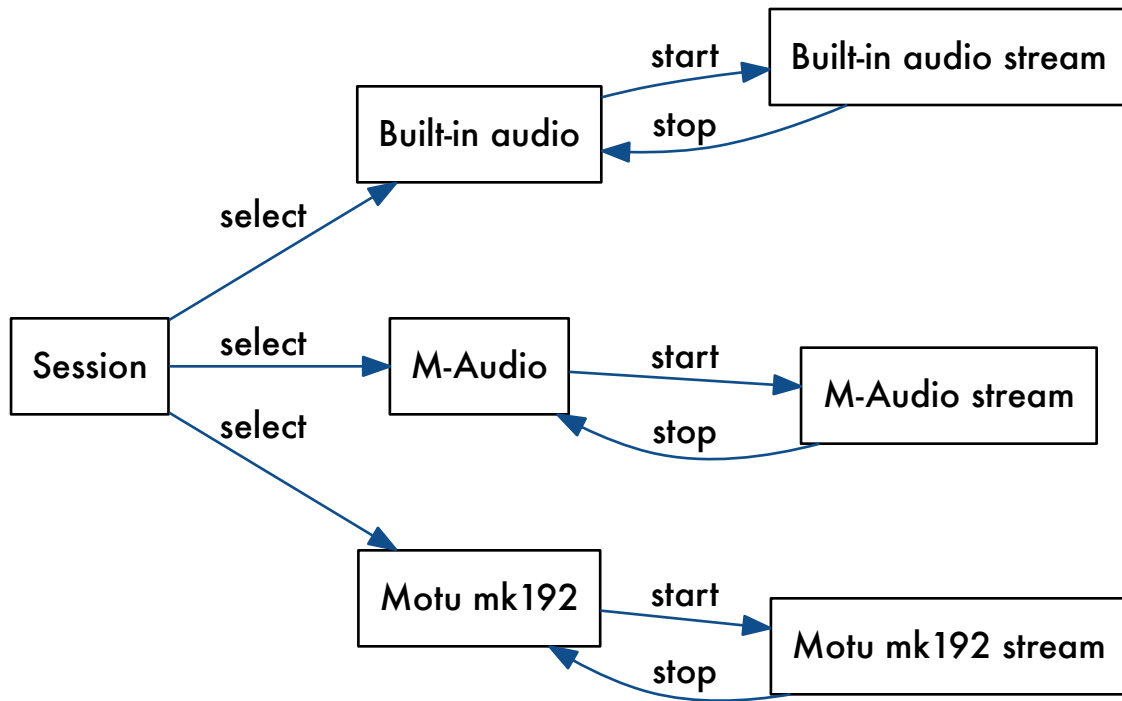 start
Built-in audio stream
Built-in audio
stop
select
Session
select
M-Audio
start
M-Audio stream
select
stop
Motu mk192
start
Motu mk192 stream
stop